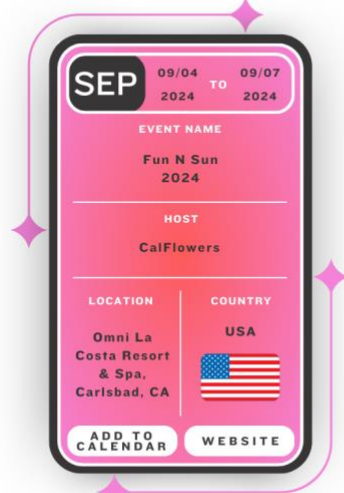 SEP
09/04
2024
TO
09/07
2024
EVENT NAME
Fun N Sun
2024
HOST
CalFlowers
LOCATION
Omni La
Costa Resort
& Spa,
Carlsbad, CA
COUNTRY
USA
ADD TO
CALENDAR
WEBSITE